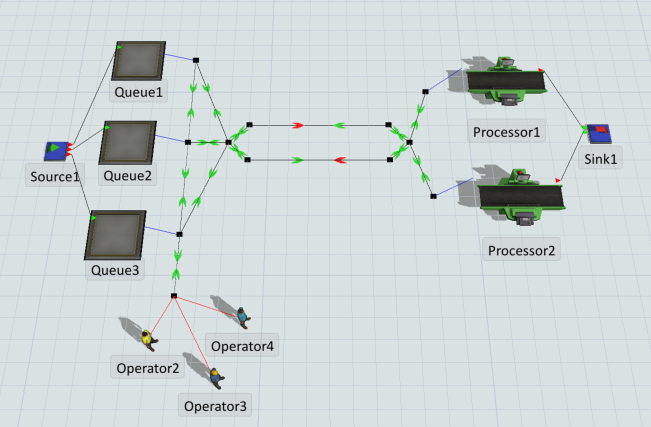 Queue1
Processor1
Source1
Queue2
Sink1
Queue3
Processor2
Operator4
Operator2
Operator3